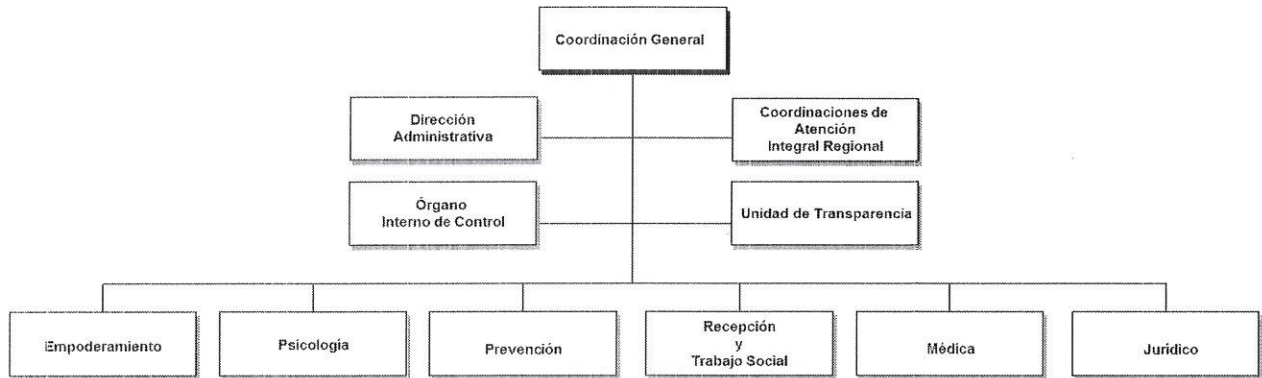 Coordinación General
Dirección
Administrativa
Coordinaciones de
Atención
Integral Regional
Órgano
Interno de Control
Unidad de Transparencia
Empoderamiento
Psicología
Prevención
Recepción
y
Trabajo Social
Médica
Jurídico